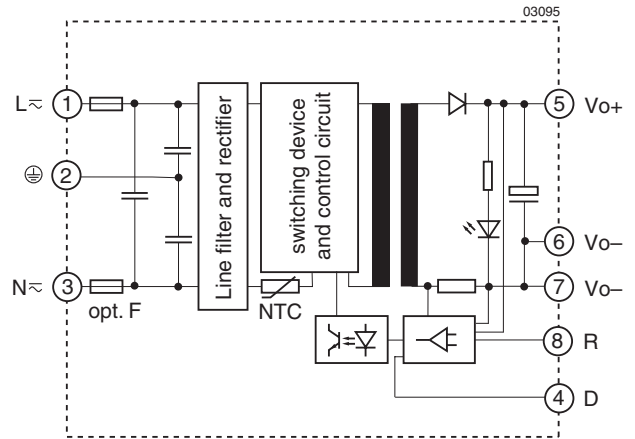 03095
L⎓ 1
5 Vo+
2
Line filter and rectifier
switching device
and control circuit
6 Vo–
N⎓ 3
opt. F
NTC
7 Vo–
8 R
4 D